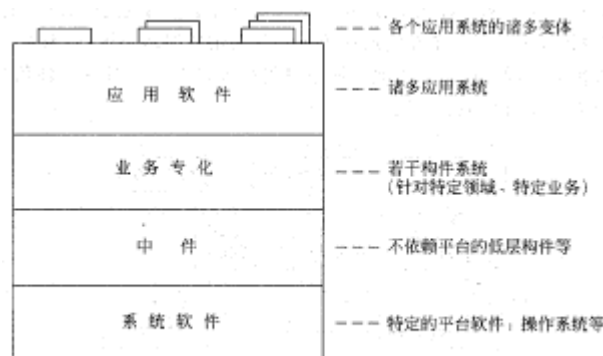 各个应用系统的诸多变体
应用软件
诸多应用系统
业务专化
若干构件系统
(针对特定领域、特定业务)
中件
不依赖平台的低层构件等
系统软件
特定的平台软件：操作系统等